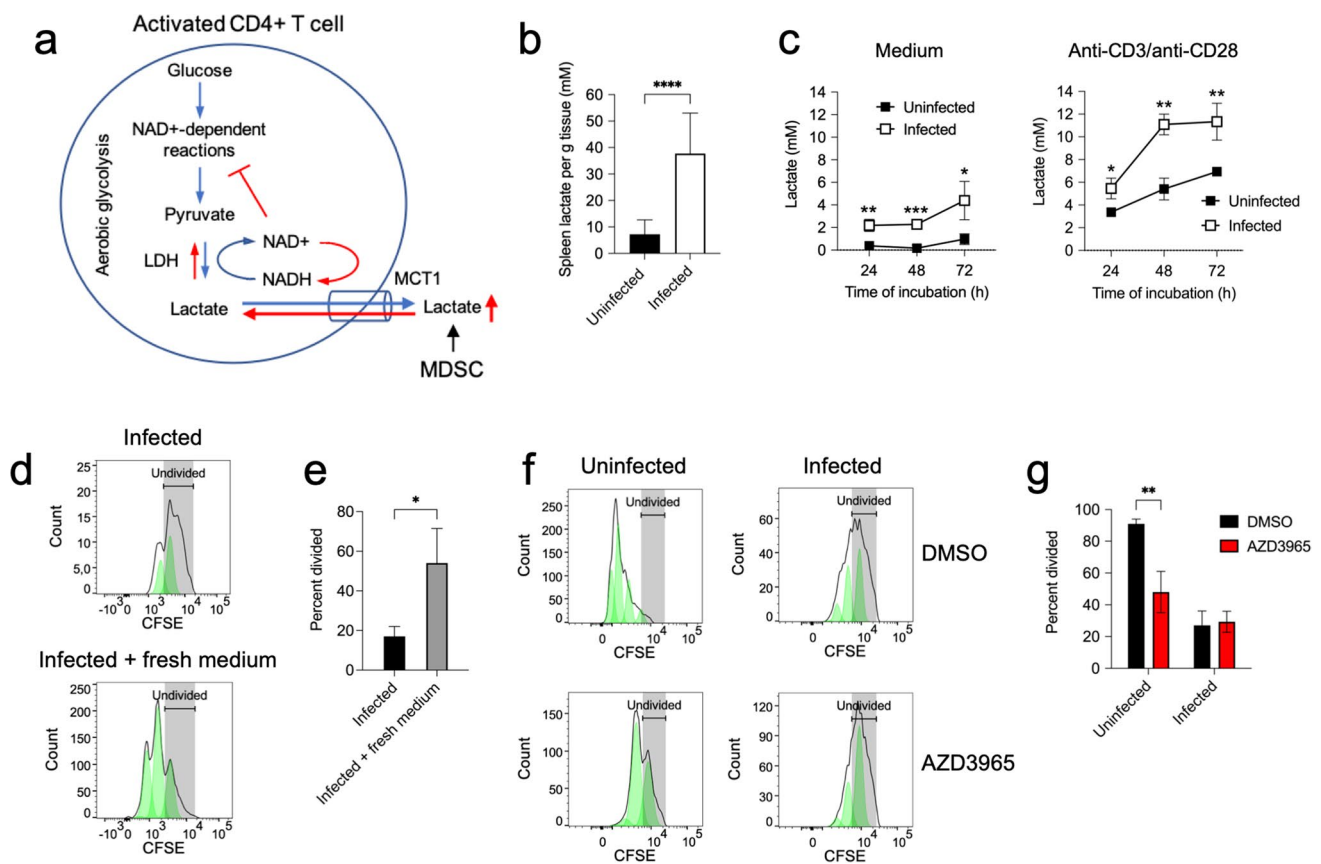 a
Activated CD4+ T cell
Aerobic glycolysis
Glucose
NAD+-dependent
reactions
Pyruvate
LDH
NAD+
NADH
MCT1
Lactate
Lactate
MDSC
b
Spleen lactate per g tissue (mM)
****
60
50
40
30
20
10
0
Uninfected
Infected
c
Medium
Lactate (mM)
14
12
10
8
6
4
2
0
Uninfected
Infected
**
***
*
24 48 72
Time of incubation (h)
Anti-CD3/anti-CD28
Lactate (mM)
14
12
10
8
6
4
2
0
*
**
**
Uninfected
Infected
24 48 72
Time of incubation (h)
d
Infected
Count
25
20
15
10
5,0
0
Undivided
-10³ 10³ 10⁴ 10⁵
CFSE
Infected + fresh medium
Count
250
200
150
100
50
0
Undivided
-10³ 10³ 10⁴ 10⁵
CFSE
e
Percent divided
80
60
40
20
0
*
Infected
Infected + fresh medium
f
Uninfected
Count
250
200
150
100
50
0
Undivided
0 10⁴ 10⁵
CFSE
Infected
Count
60
40
20
0
Undivided
0 10⁴ 10⁵
CFSE
DMSO
Count
150
100
50
0
Undivided
0 10⁴ 10⁵
CFSE
Count
120
90
60
30
0
Undivided
0 10⁴ 10⁵
CFSE
AZD3965
g
Percent divided
100
80
60
40
20
0
**
DMSO
AZD3965
Uninfected
Infected